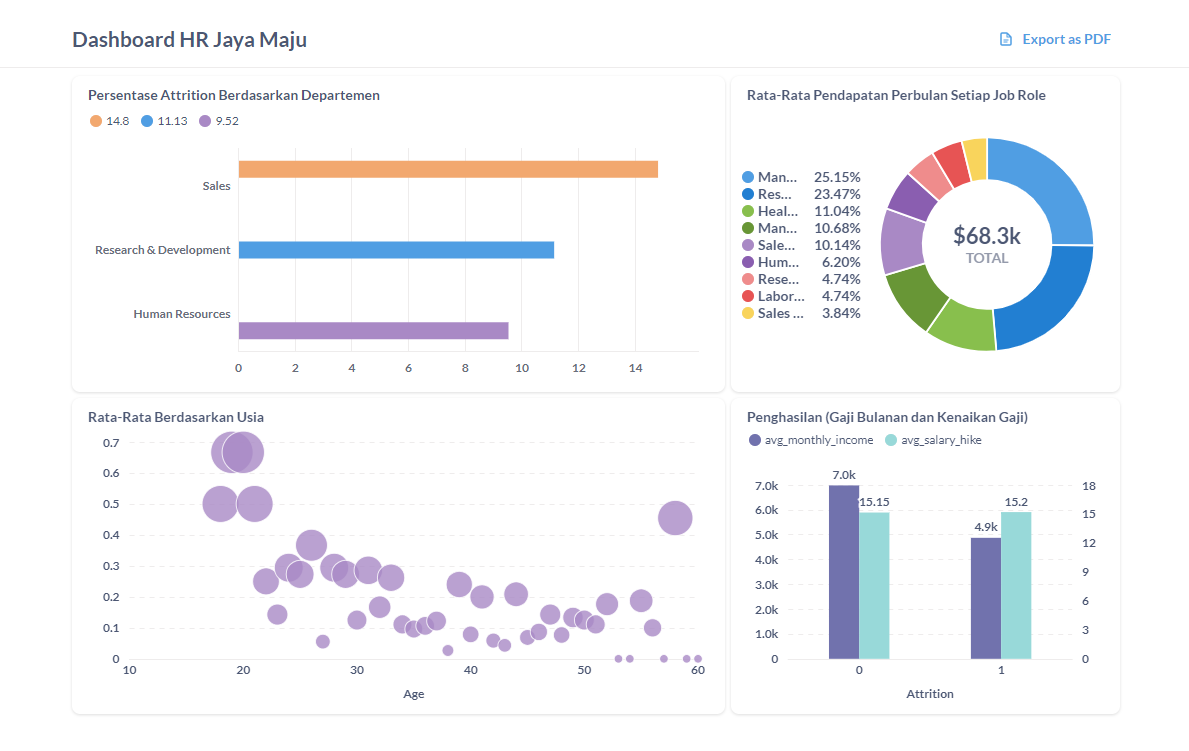 Dashboard HR Jaya Maju
Export as PDF
Persentase Attrition Berdasarkan Departemen
14.8 11.13 9.52
Sales
Research & Development
Human Resources
0 2 4 6 8 10 12 14
Rata-Rata Pendapatan Perbulan Setiap Job Role
Man... 25.15%
Res... 23.47%
Heal... 11.04%
Man... 10.68%
Sale... 10.14%
Hum... 6.20%
Rese... 4.74%
Labor... 4.74%
Sales ... 3.84%
$68.3k
TOTAL
Rata-Rata Berdasarkan Usia
0.7
0.6
0.5
0.4
0.3
0.2
0.1
0
10 20 30 40 50 60
Age
Penghasilan (Gaji Bulanan dan Kenaikan Gaji)
avg_monthly_income avg_salary_hike
7.0k
15.15
4.9k
15.2
7.0k
6.0k
5.0k
4.0k
3.0k
2.0k
1.0k
0
18
15
12
9
6
3
0
0 1
Attrition